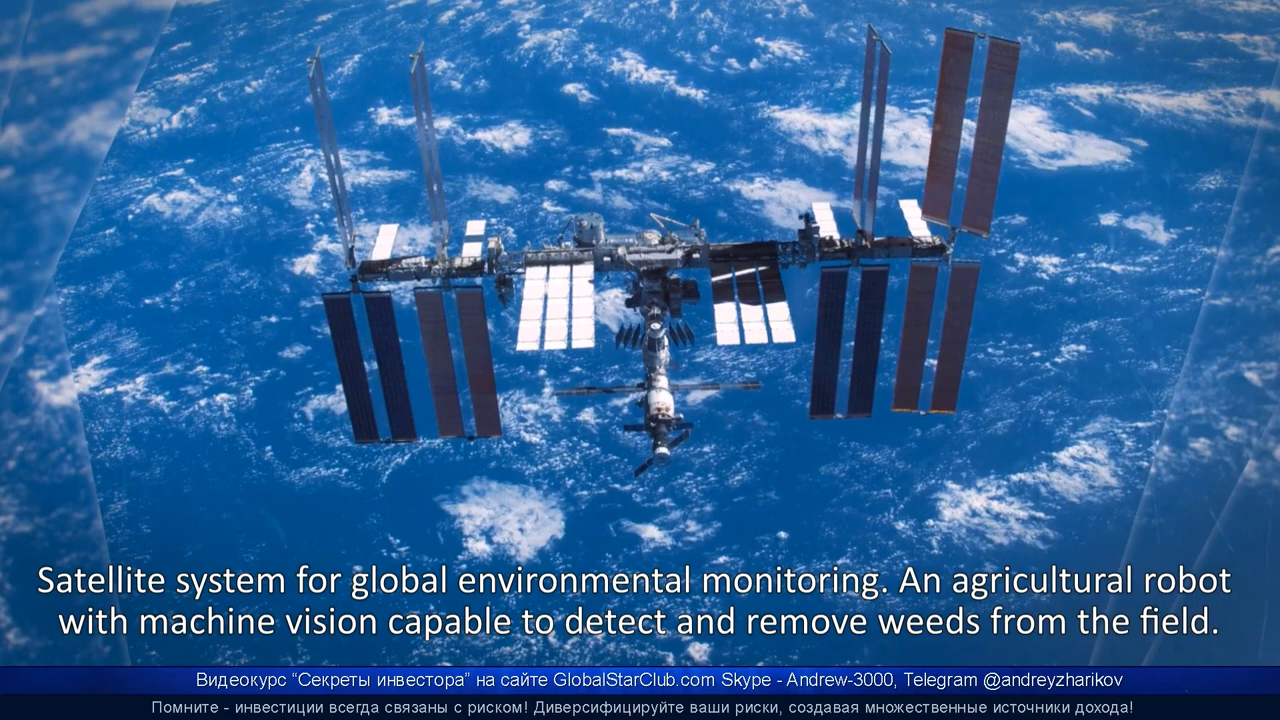 Satellite system for global environmental monitoring. An agricultural robot
with machine vision capable to detect and remove weeds from the field.
Видеокурс “Секреты инвестора” на сайте GlobalStarClub.com Skype - Andrew-3000, Telegram @andreyzharikov
Помните - инвестиции всегда связаны с риском! Диверсифицируйте ваши риски, создавая множественные источники дохода!